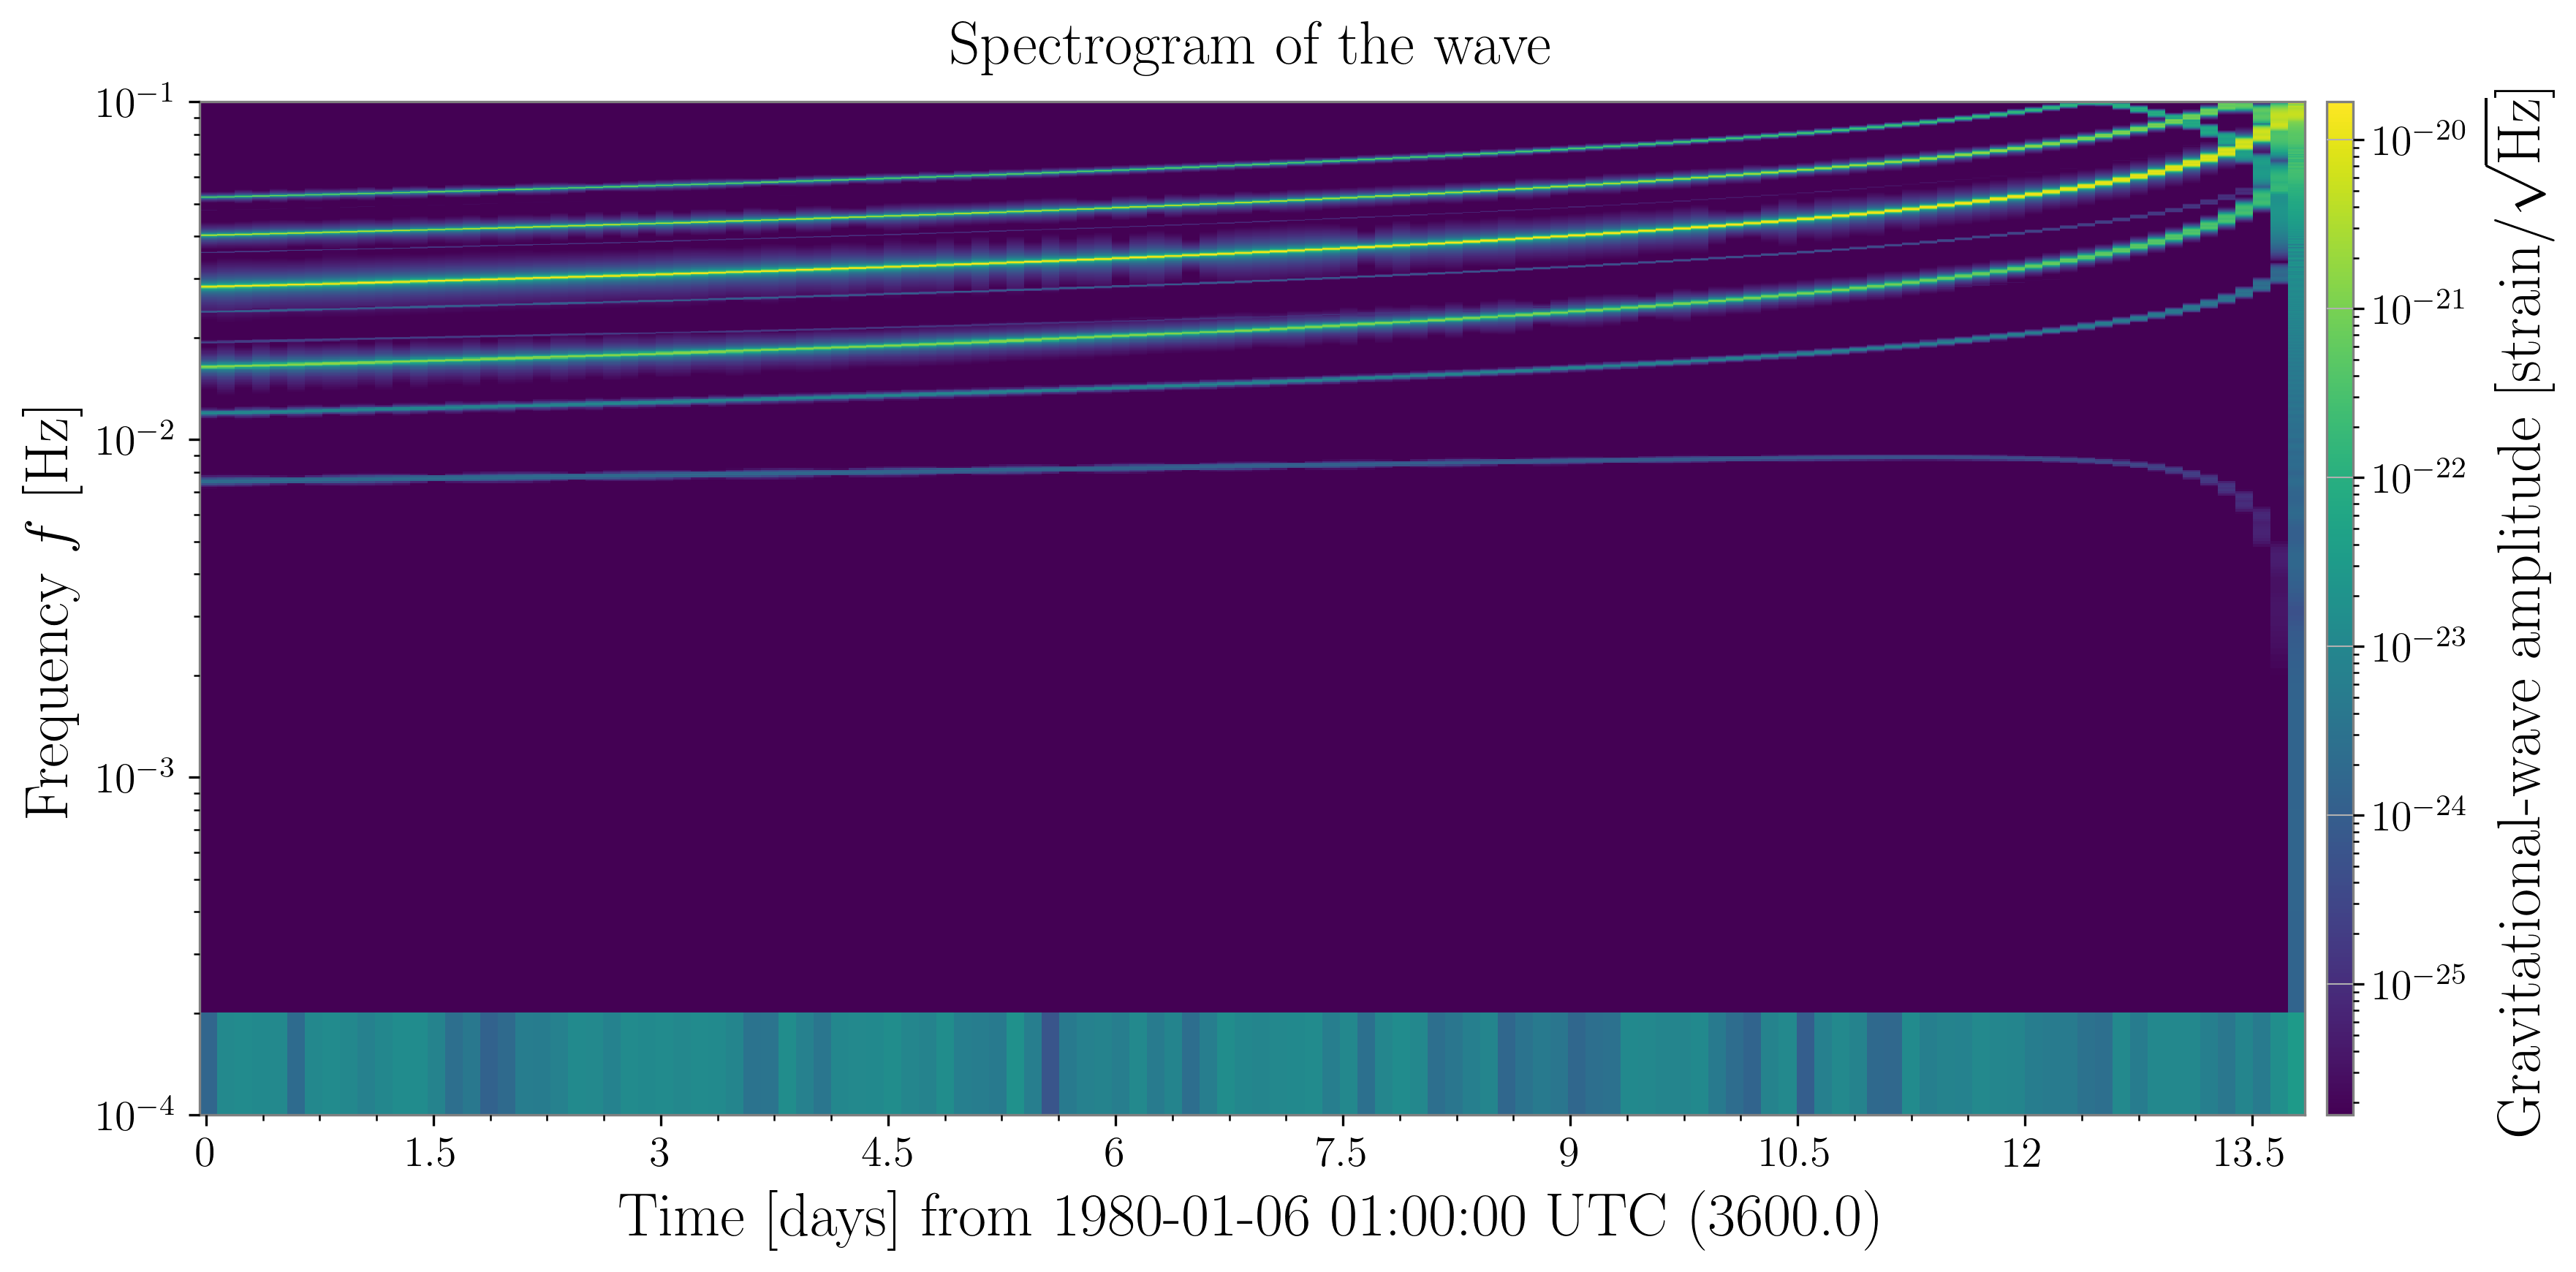 Spectrogram of the wave
Frequency f [Hz]
10⁻¹
10⁻²
10⁻³
10⁻⁴
0 1.5 3 4.5 6 7.5 9 10.5 12 13.5
Time [days] from 1980-01-06 01:00:00 UTC (3600.0)
10⁻²⁰
10⁻²¹
10⁻²²
10⁻²³
10⁻²⁴
10⁻²⁵
Gravitational-wave amplitude [strain/√Hz]